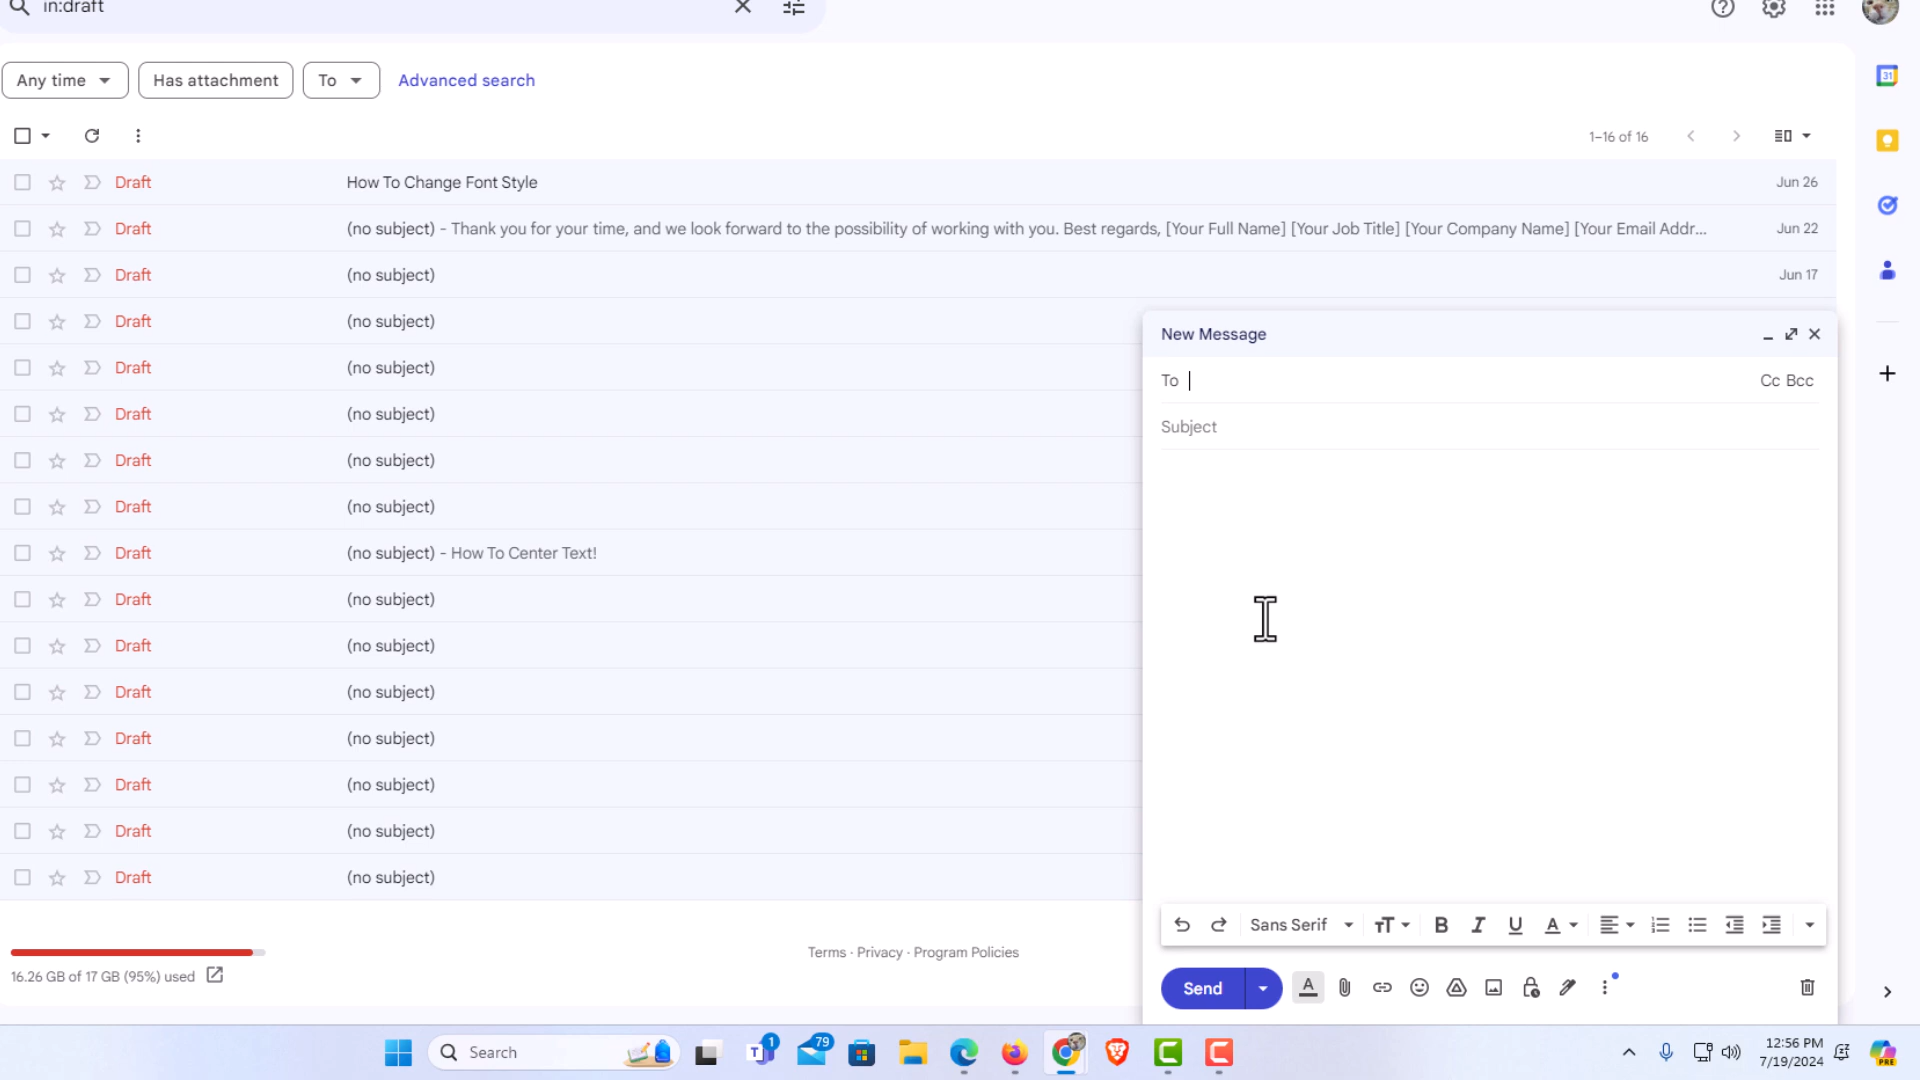 in:draft
Any time
Has attachment
To
Advanced search
1–16 of 16
Draft How To Change Font Style Jun 26
Draft (no subject) - Thank you for your time, and we look forward to the possibility of working with you. Best regards, [Your Full Name] [Your Job Title] [Your Company Name] [Your Email Addr... Jun 22
Draft (no subject) Jun 17
Draft (no subject)
Draft (no subject)
Draft (no subject)
Draft (no subject)
Draft (no subject)
Draft (no subject) - How To Center Text!
Draft (no subject)
Draft (no subject)
Draft (no subject)
Draft (no subject)
Draft (no subject)
Draft (no subject)
Draft (no subject)
16.26 GB of 17 GB (95%) used
Terms · Privacy · Program Policies
New Message
To
Cc Bcc
Subject
Sans Serif
B I U A
Send
A
31
Search
1
79
PRE
12:56 PM
7/19/2024